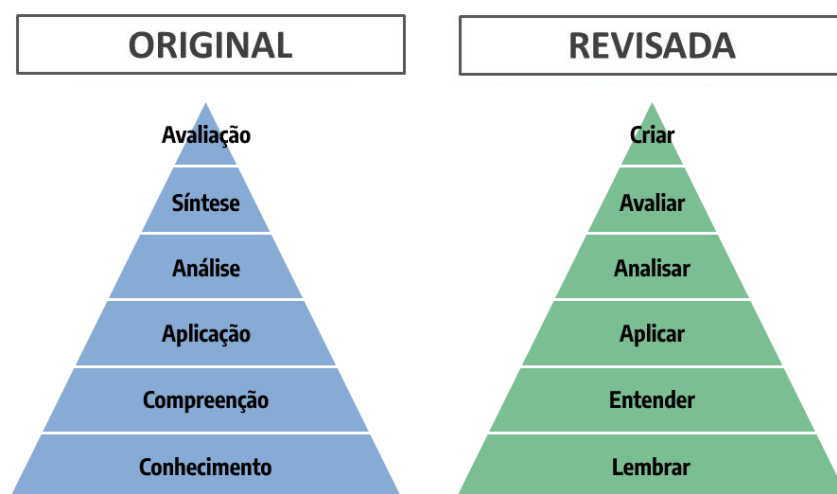 ORIGINAL
Avaliação
Síntese
Análise
Aplicação
Compreenção
Conhecimento
REVISADA
Criar
Avaliar
Analisar
Aplicar
Entender
Lembrar